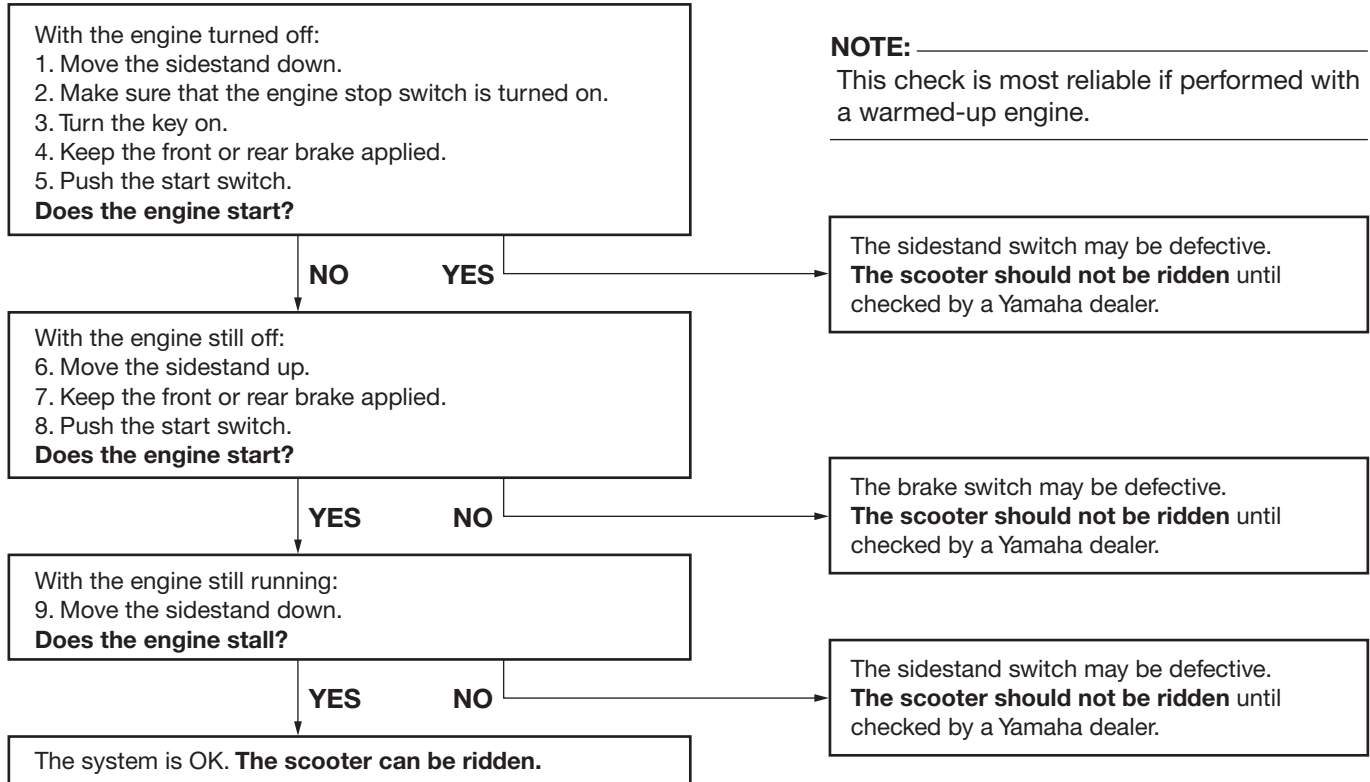 With the engine turned off:
1. Move the sidestand down.
2. Make sure that the engine stop switch is turned on.
3. Turn the key on.
4. Keep the front or rear brake applied.
5. Push the start switch.
Does the engine start?
NOTE:
This check is most reliable if performed with
a warmed-up engine.
NO YES
The sidestand switch may be defective.
The scooter should not be ridden until
checked by a Yamaha dealer.
With the engine still off:
6. Move the sidestand up.
7. Keep the front or rear brake applied.
8. Push the start switch.
Does the engine start?
YES NO
The brake switch may be defective.
The scooter should not be ridden until
checked by a Yamaha dealer.
With the engine still running:
9. Move the sidestand down.
Does the engine stall?
YES NO
The sidestand switch may be defective.
The scooter should not be ridden until
checked by a Yamaha dealer.
The system is OK. The scooter can be ridden.